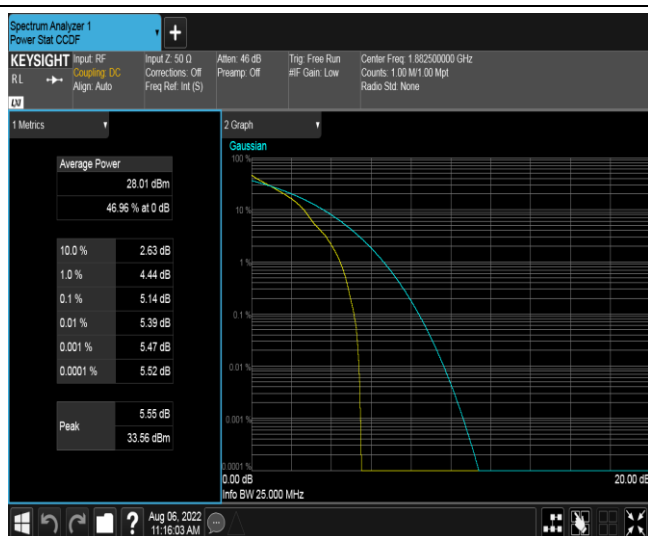 Spectrum Analyzer 1
Power Stat CCDF
+
KEYSIGHT
RL
LXI
Input: RF
Coupling: DC
Align: Auto
Input Z: 50 Ω
Corrections: Off
Freq Ref: Int (S)
Atten: 46 dB
Preamp: Off
Trig: Free Run
#IF Gain: Low
Center Freq: 1.882500000 GHz
Counts: 1.00 M/1.00 Mpt
Radio Std: None
1 Metrics
Average Power
28.01 dBm
46.96 % at 0 dB
10.0 % 2.63 dB
1.0 % 4.44 dB
0.1 % 5.14 dB
0.01 % 5.39 dB
0.001 % 5.47 dB
0.0001 % 5.52 dB
Peak
5.55 dB
33.56 dBm
2 Graph
Gaussian
100 %
10 %
1 %
0.1 %
0.01 %
0.001 %
0.0001 %
0.00 dB
20.00 dB
Info BW 25.000 MHz
?
Aug 06, 2022
11:16:03 AM